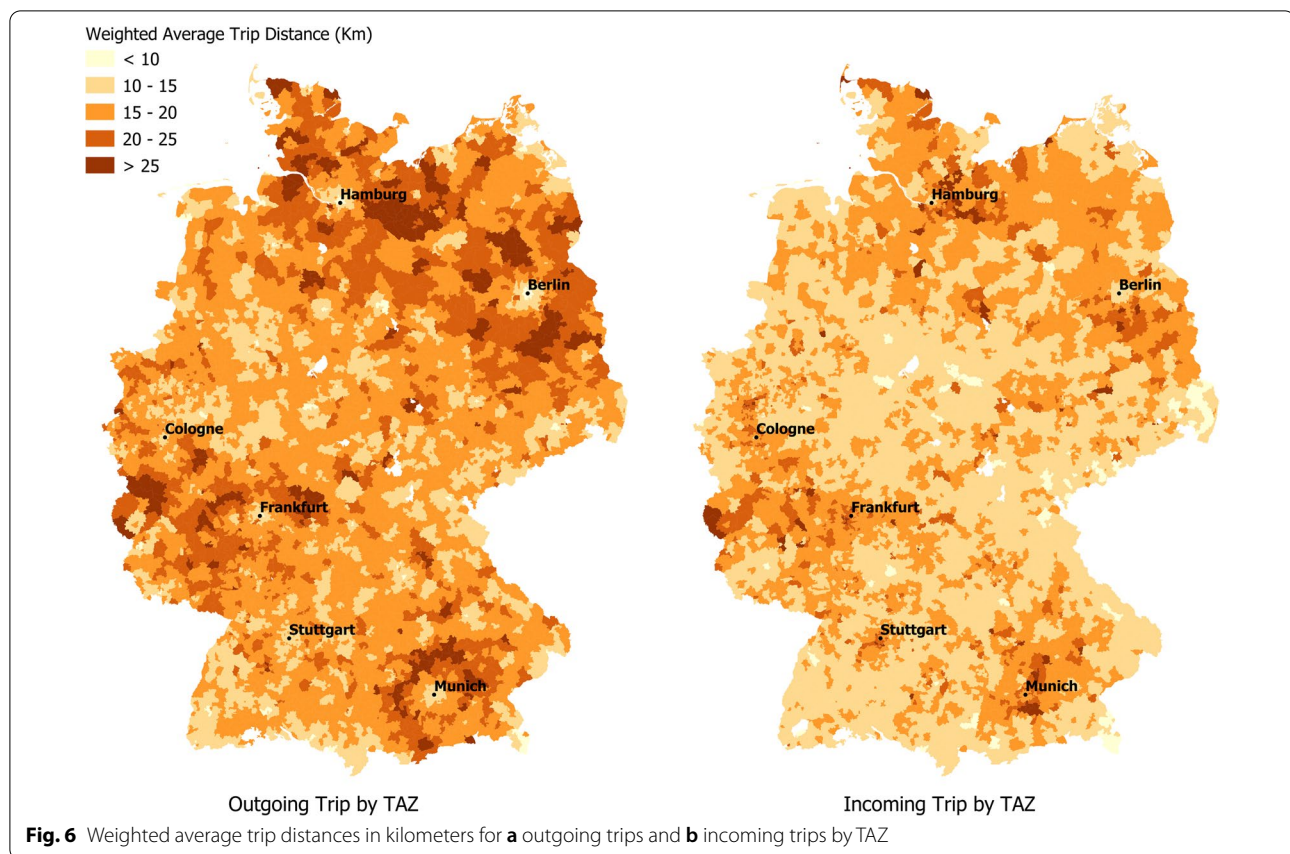 Weighted Average Trip Distance (Km)
< 10
10 - 15
15 - 20
20 - 25
> 25
Hamburg
Berlin
Cologne
Frankfurt
Stuttgart
Munich
Outgoing Trip by TAZ
Hamburg
Berlin
Cologne
Frankfurt
Stuttgart
Munich
Incoming Trip by TAZ
Fig. 6 Weighted average trip distances in kilometers for a outgoing trips and b incoming trips by TAZ